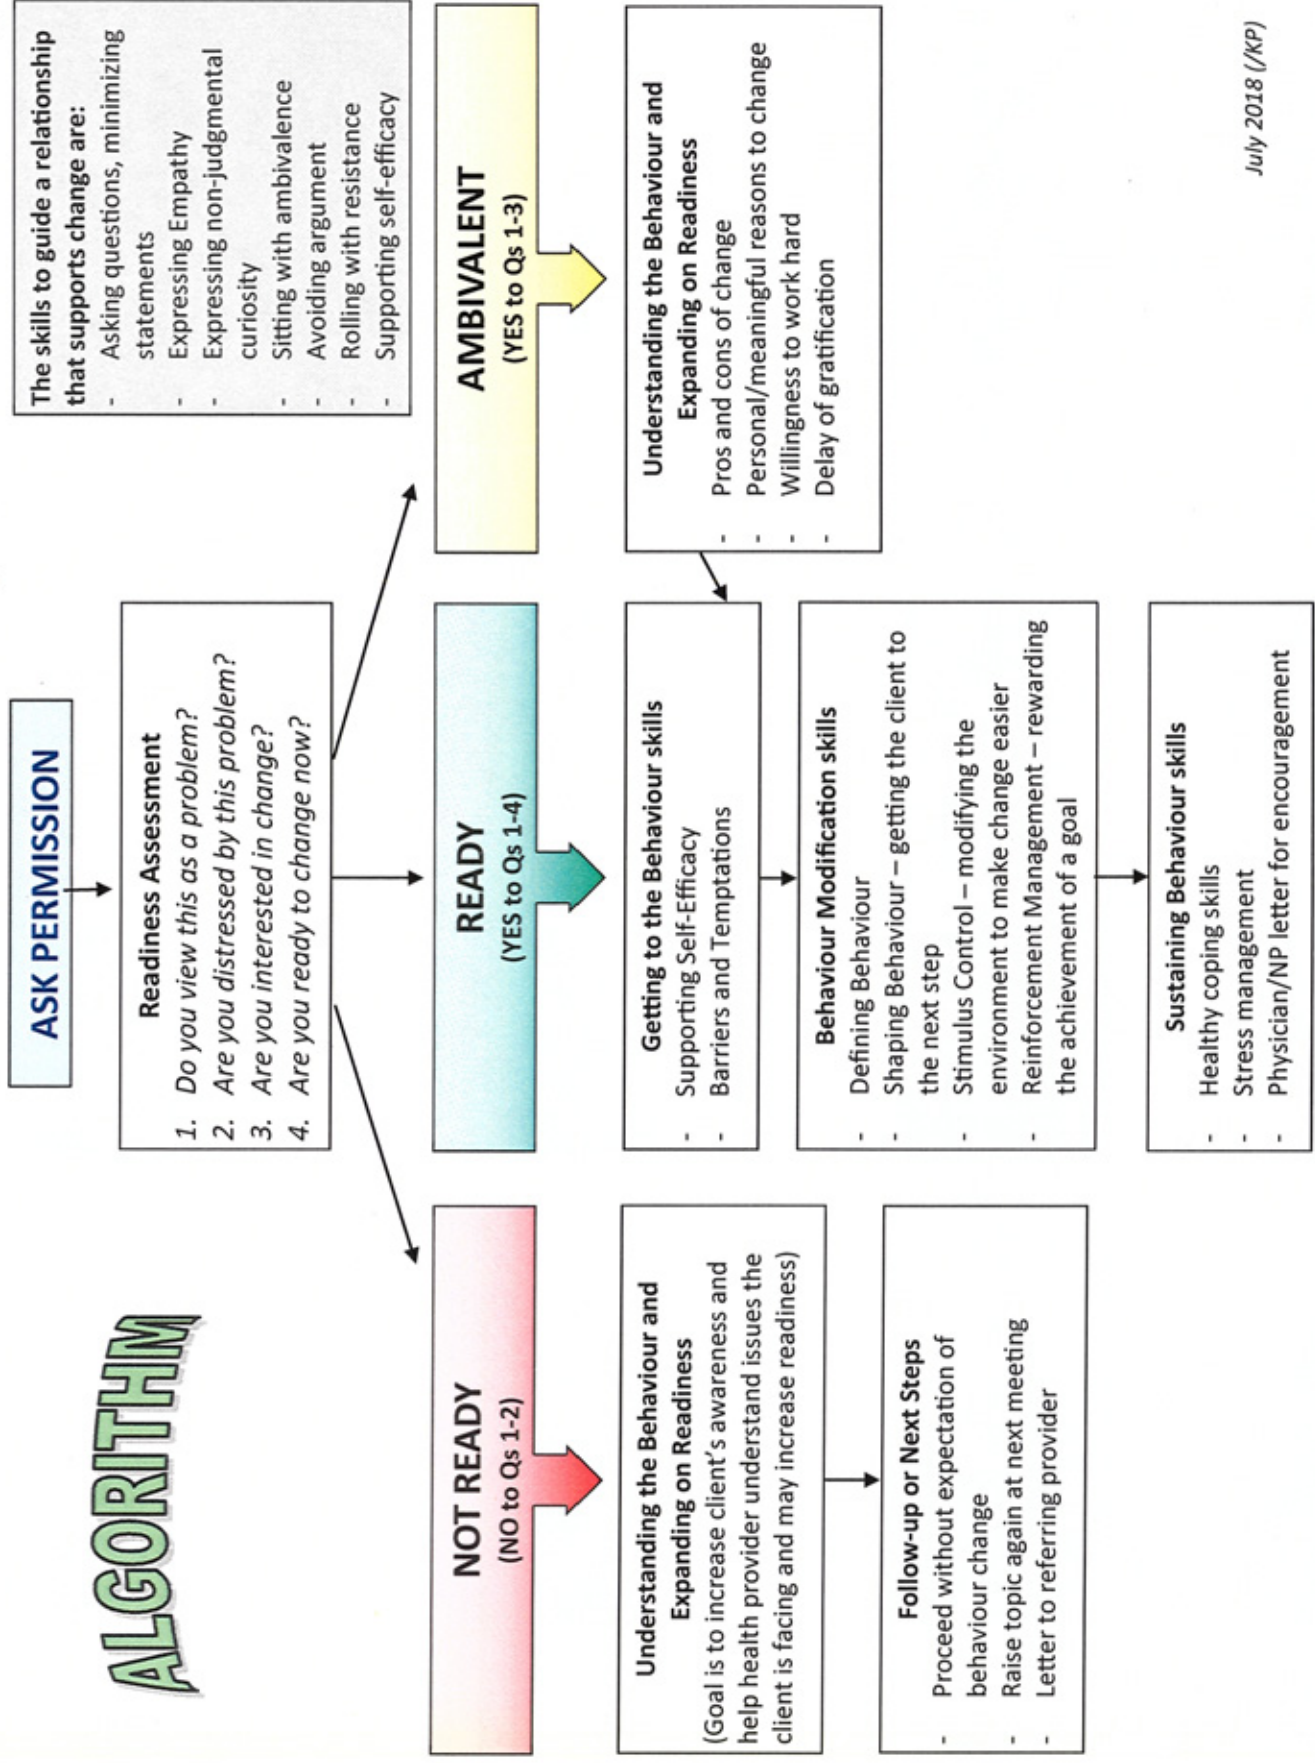 ALGORITHM
ASK PERMISSION
The skills to guide a relationship
that supports change are:
- Asking questions, minimizing
statements
- Expressing Empathy
- Expressing non-judgmental
curiosity
- Sitting with ambivalence
- Avoiding argument
- Rolling with resistance
- Supporting self-efficacy
Readiness Assessment
1. Do you view this as a problem?
2. Are you distressed by this problem?
3. Are you interested in change?
4. Are you ready to change now?
NOT READY
(NO to Qs 1-2)
READY
(YES to Qs 1-4)
AMBIVALENT
(YES to Qs 1-3)
Understanding the Behaviour and
Expanding on Readiness
(Goal is to increase client's awareness and
help health provider understand issues the
client is facing and may increase readiness)
Follow-up or Next Steps
- Proceed without expectation of
behaviour change
- Raise topic again at next meeting
- Letter to referring provider
Getting to the Behaviour skills
- Supporting Self-Efficacy
- Barriers and Temptations
Behaviour Modification skills
- Defining Behaviour
- Shaping Behaviour – getting the client to
the next step
- Stimulus Control – modifying the
environment to make change easier
- Reinforcement Management – rewarding
the achievement of a goal
Sustaining Behaviour skills
- Healthy coping skills
- Stress management
- Physician/NP letter for encouragement
Understanding the Behaviour and
Expanding on Readiness
- Pros and cons of change
- Personal/meaningful reasons to change
- Willingness to work hard
- Delay of gratification
July 2018 (/KP)